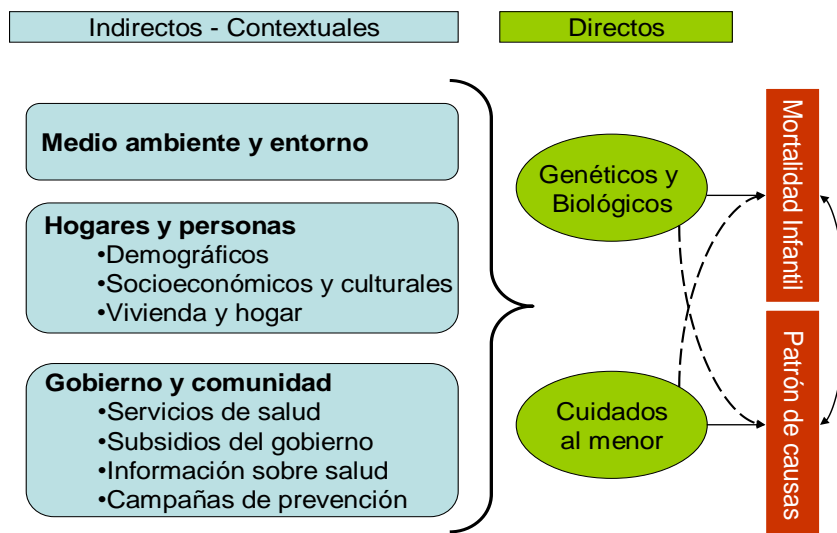 Indirectos - Contextuales
Directos
Medio ambiente y entorno
Hogares y personas
•Demográficos
•Socioeconómicos y culturales
•Vivienda y hogar
Gobierno y comunidad
•Servicios de salud
•Subsidios del gobierno
•Información sobre salud
•Campañas de prevención
Genéticos y
Biológicos
Cuidados
al menor
Mortalidad Infantil
Patrón de
causas